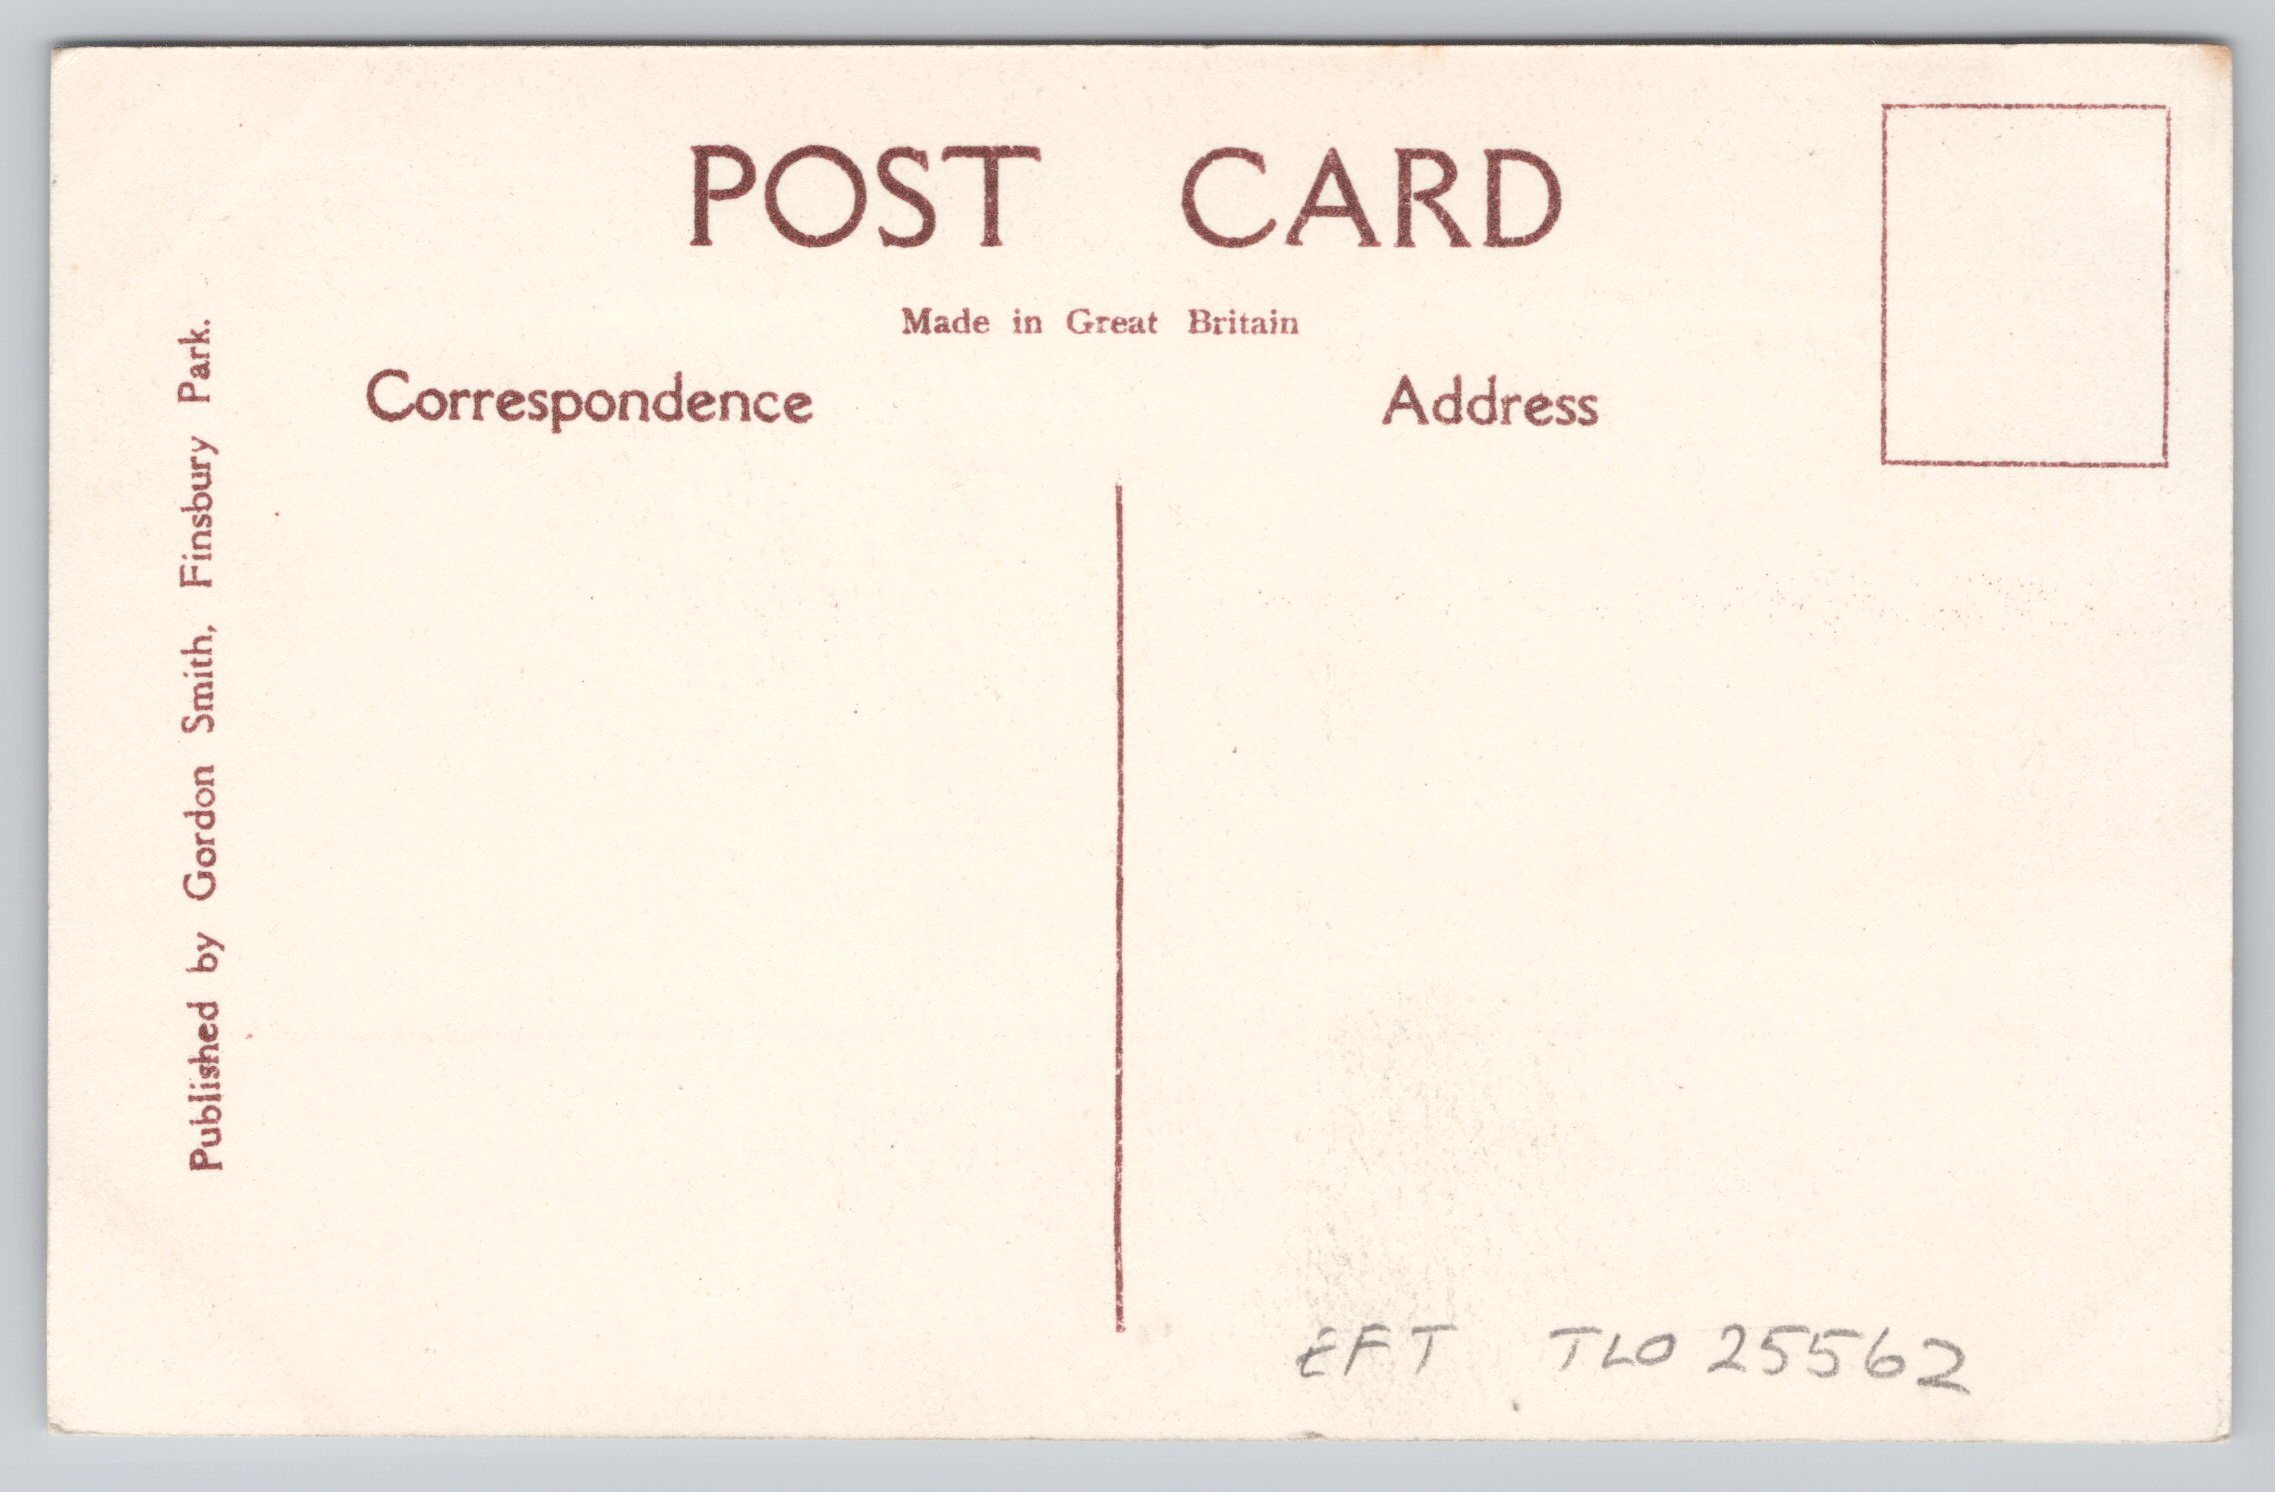 POST CARD
Made in Great Britain
Correspondence
Address
Published by Gordon Smith, Finsbury Park.
EFT TLO 25562